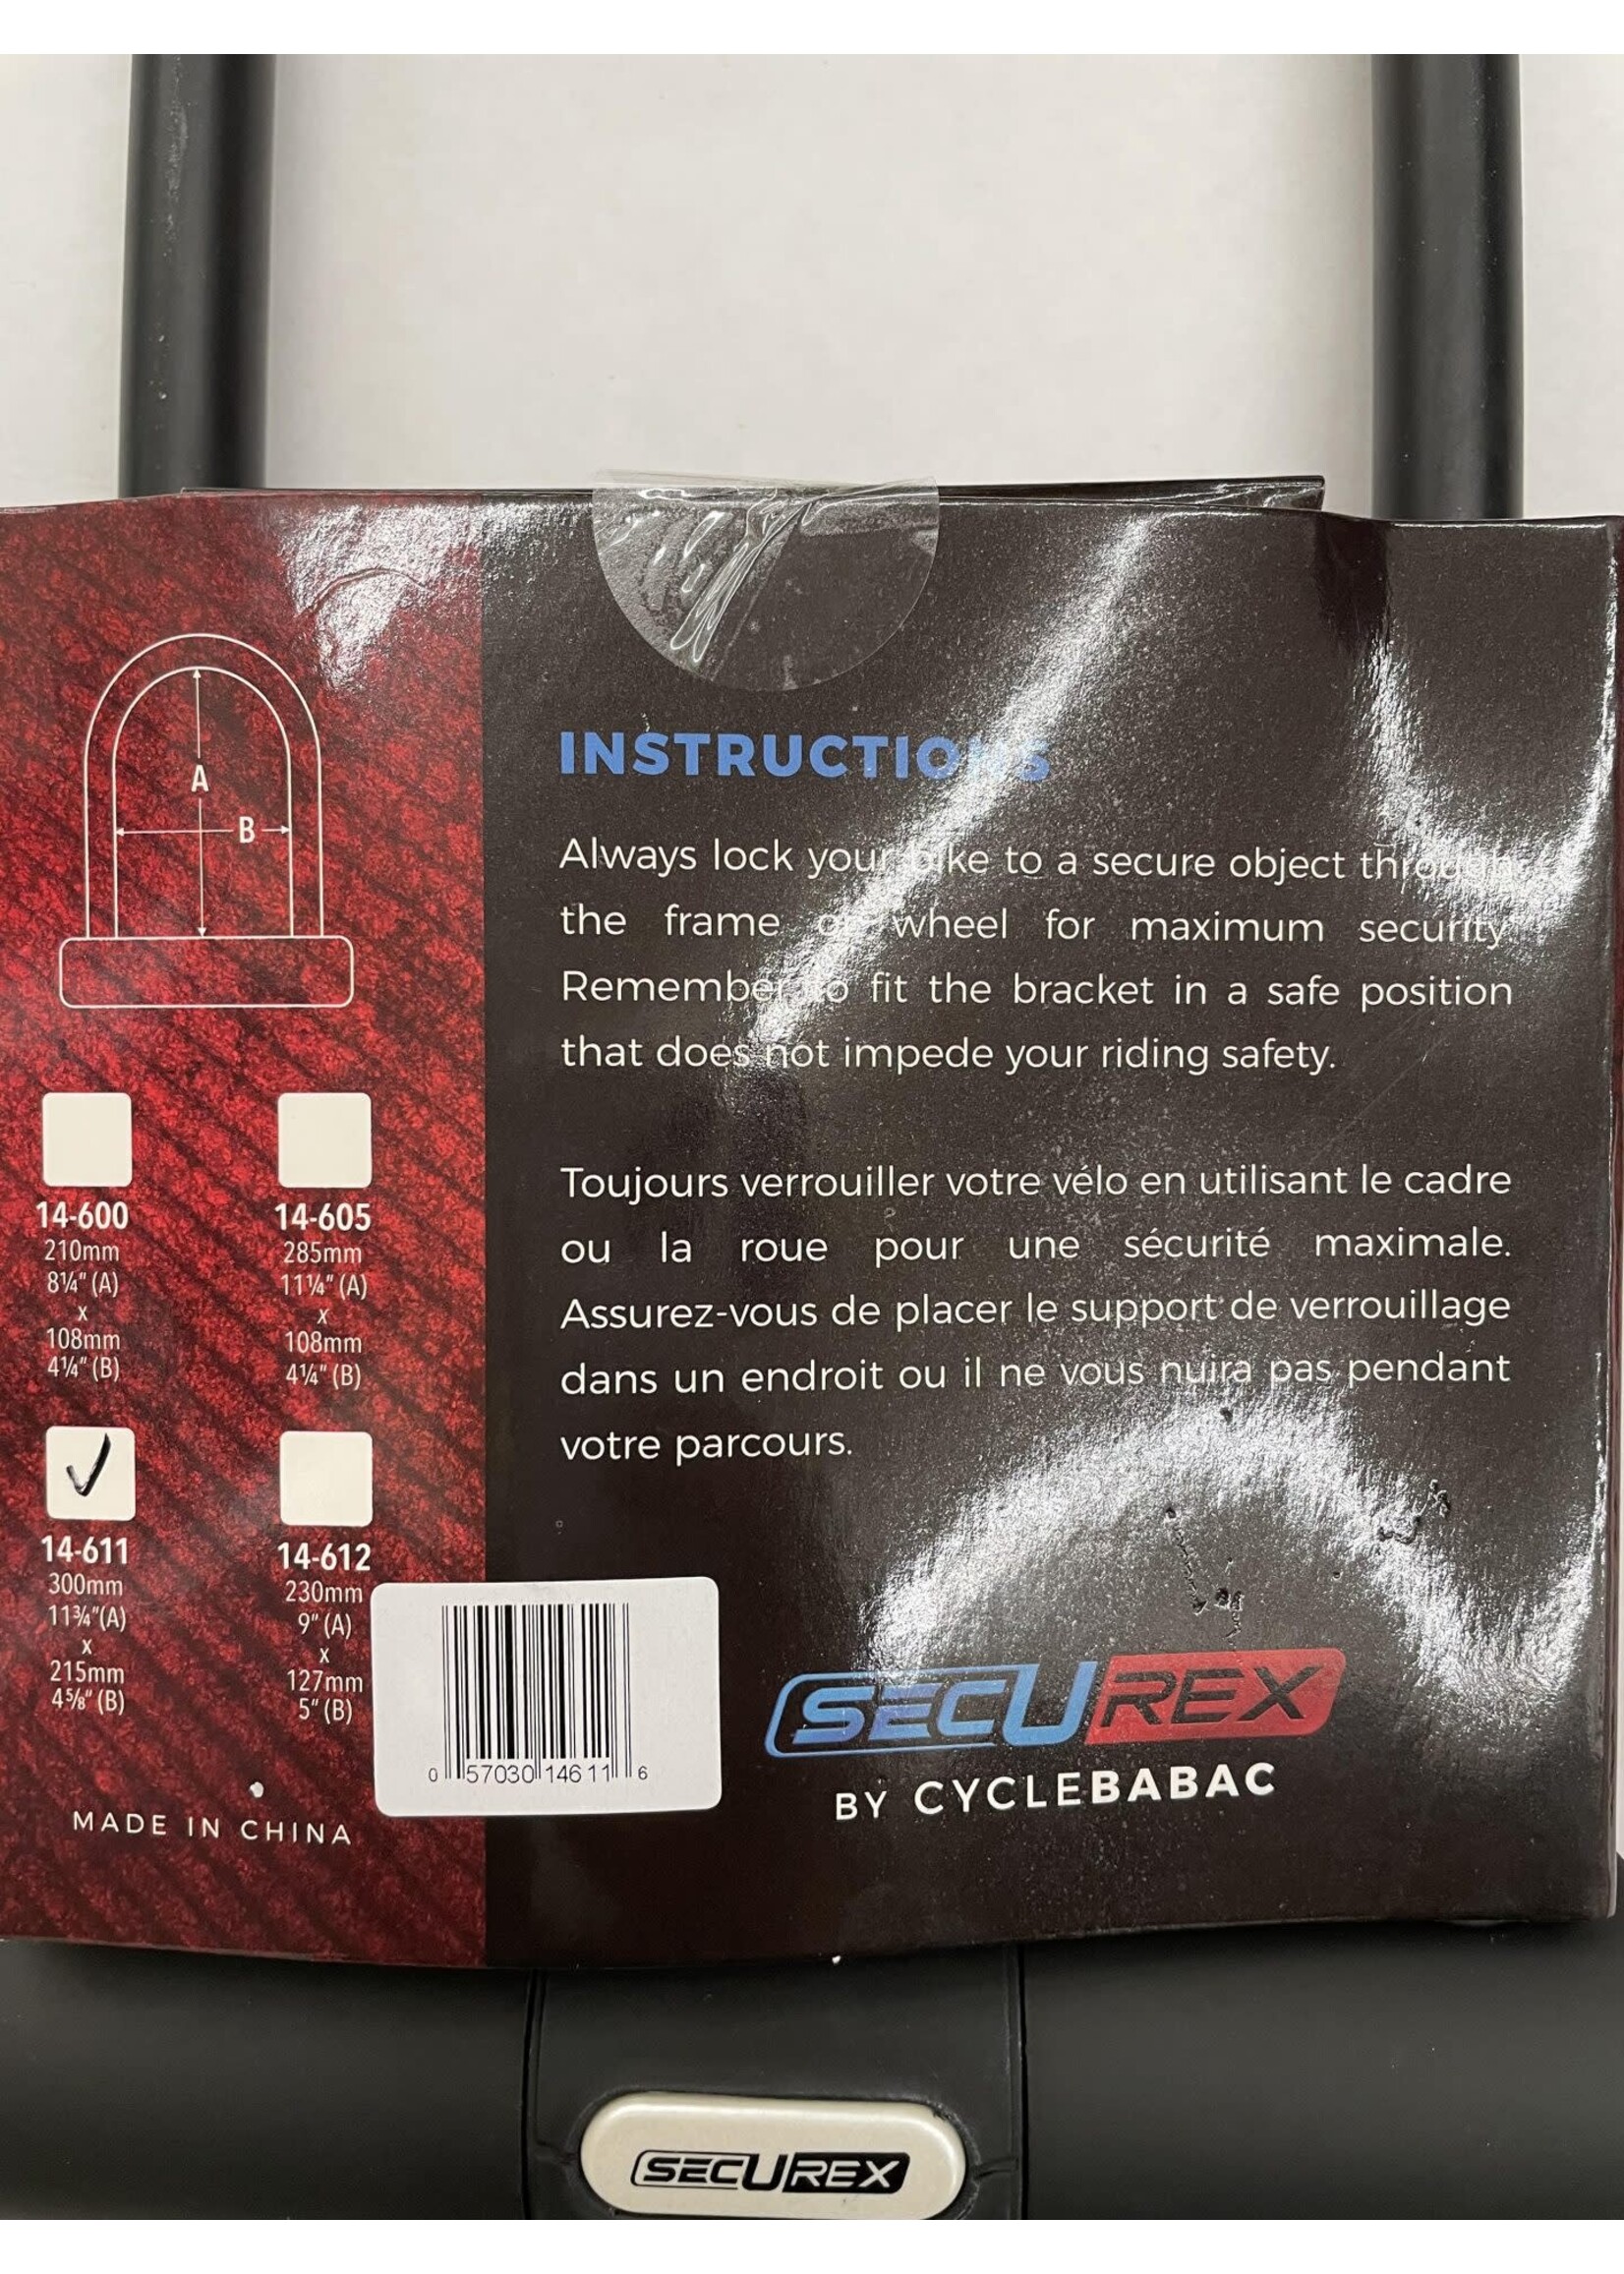 A
B
INSTRUCTIONS
Always lock your bike to a secure object through
the frame or wheel for maximum security
Remember to fit the bracket in a safe position
that does not impede your riding safety.
Toujours verrouiller votre vélo en utilisant le cadre
ou la roue pour une sécurité maximale.
Assurez-vous de placer le support de verrouillage
dans un endroit ou il ne vous nuira pas pendant
votre parcours.
14-600
210mm
8¼" (A)
x
108mm
4¼" (B)
14-605
285mm
11¼" (A)
x
108mm
4¼" (B)
14-611
300mm
11¾"(A)
x
215mm
4⅝" (B)
14-612
230mm
9" (A)
x
127mm
5" (B)
MADE IN CHINA
0 57030 14611 6
SECUREX
BY CYCLEBABAC
SECUREX